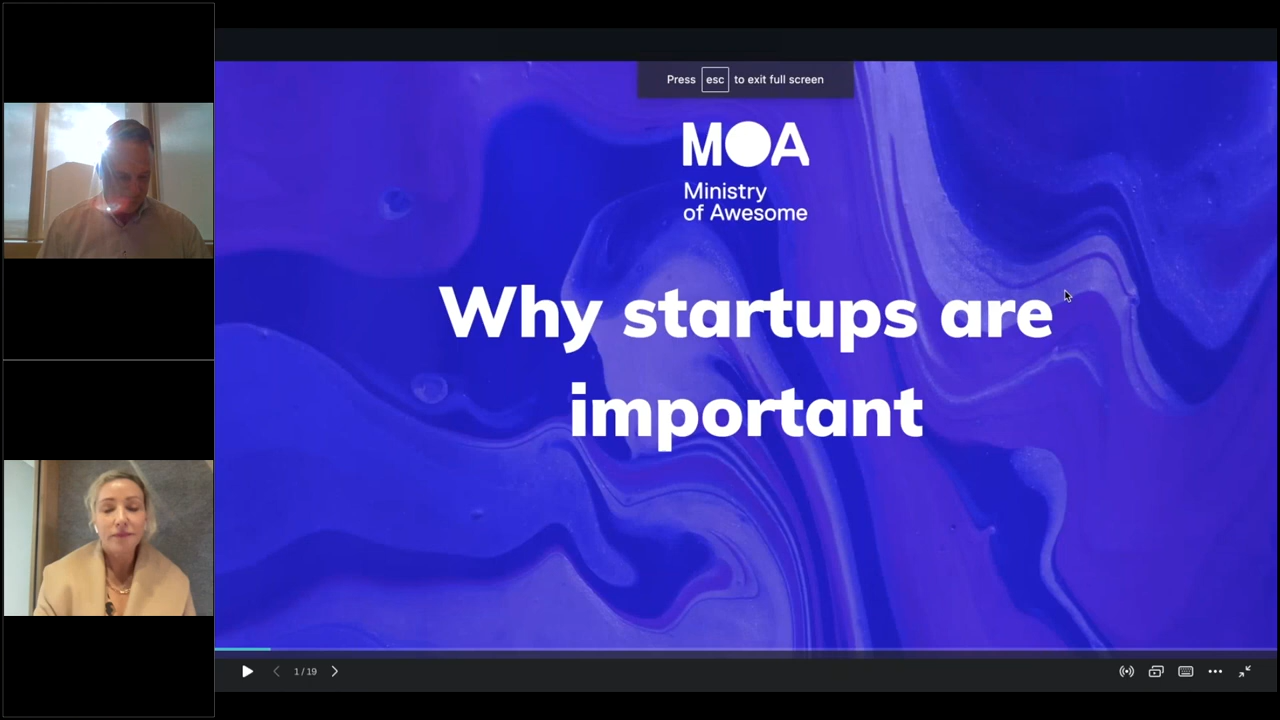 Press esc to exit full screen
MOA
Ministry
of Awesome
Why startups are
important
1 / 19